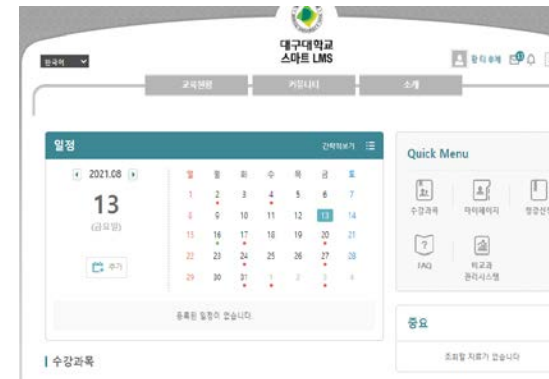 대구대학교
스마트 LMS
한국어
교육현황
커뮤니티
소개
일정
간략히보기
2021.08
13
(금요일)
추가
일 월 화 수 목 금 토
1 2 3 4 5 6 7
8 9 10 11 12 13 14
15 16 17 18 19 20 21
22 23 24 25 26 27 28
29 30 31 1 2 3 4
등록된 일정이 없습니다.
Quick Menu
수강과목
마이페이지
FAQ
비교과
관리시스템
중요
조회할 자료가 없습니다
수강과목